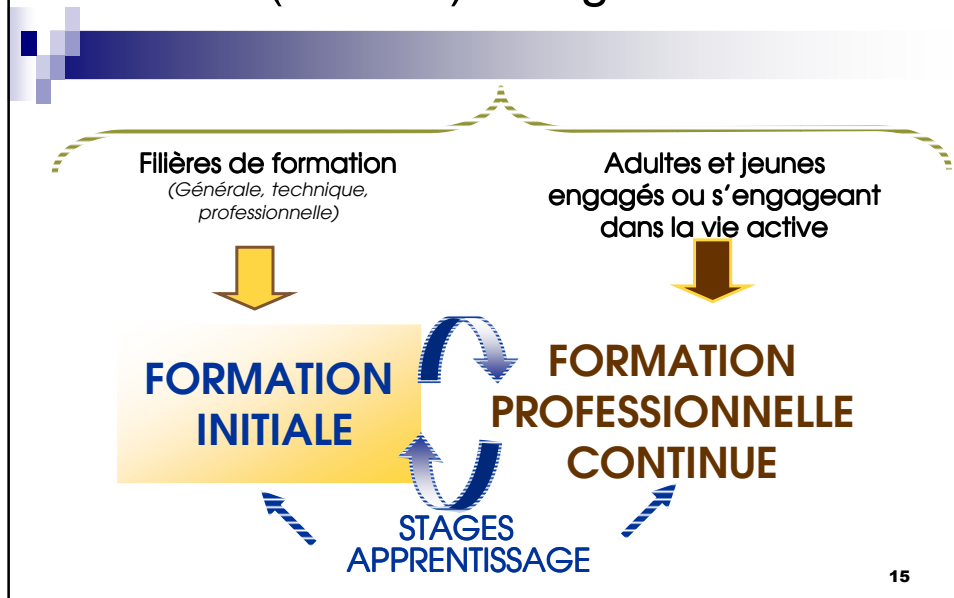 Filières de formation
(Générale, technique,
professionnelle)
Adultes et jeunes
engagés ou s'engageant
dans la vie active
FORMATION
INITIALE
FORMATION
PROFESSIONNELLE
CONTINUE
STAGES
APPRENTISSAGE
15